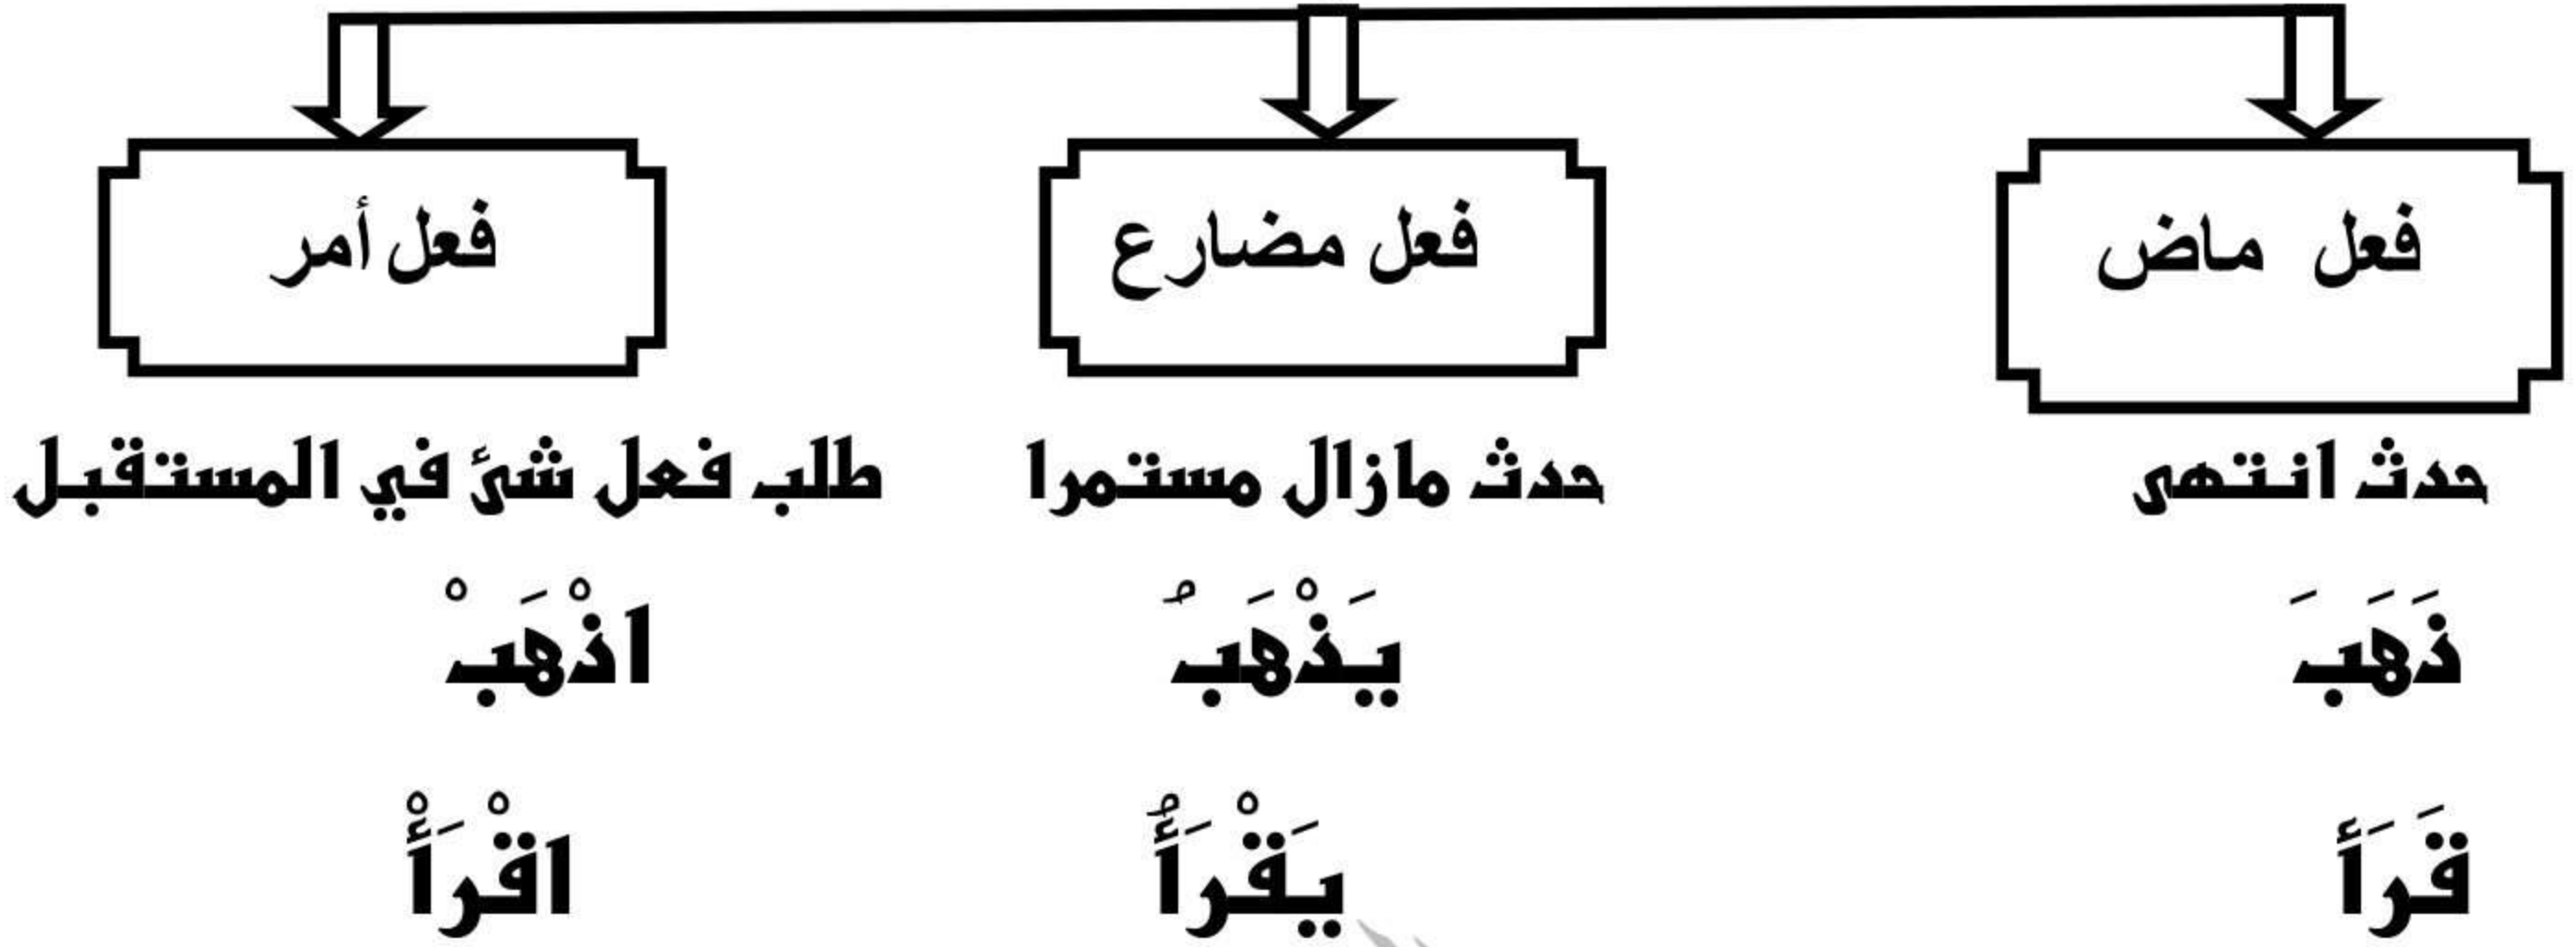 فعل ماض
فعل مضارع
فعل أمر
حدث انتهى
حدث مازال مستمرا
طلب فعل شئ في المستقبل
ذَهَبَ
يَذْهَبُ
اذْهَبْ
قَرَأَ
يَقْرَأُ
اقْرَأْ